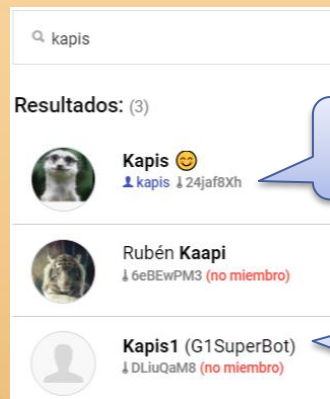 kapis
Resultados: (3)
Kapis 😊
kapis 24jaf8Xh
Rubén Kaapi
6eBEwPM3 (no miembro)
Kapis1 (G1SuperBot)
DLiuQaM8 (no miembro)